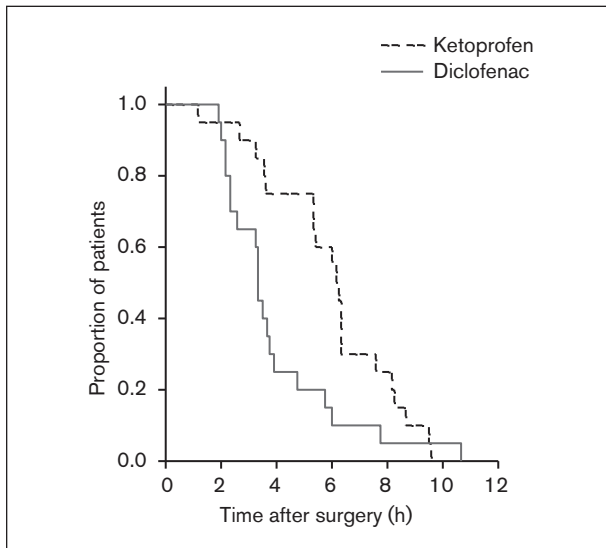 Ketoprofen
Diclofenac
1.0
0.8
0.6
0.4
0.2
0.0
Proportion of patients
0 2 4 6 8 10 12
Time after surgery (h)